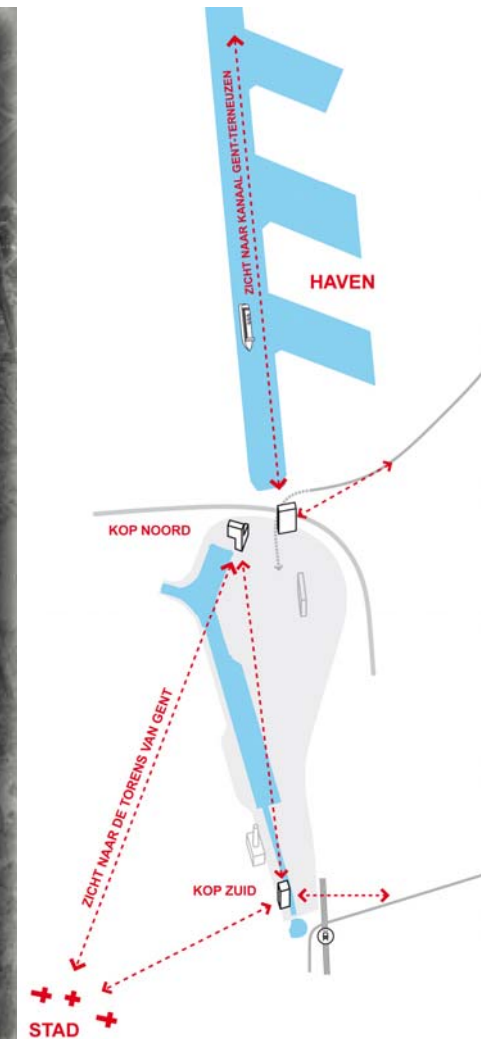 ZICHT NAAR KANAAL GENT-TERNEUZEN
HAVEN
KOP NOORD
ZICHT NAAR DE TORENS VAN GENT
KOP ZUID
STAD